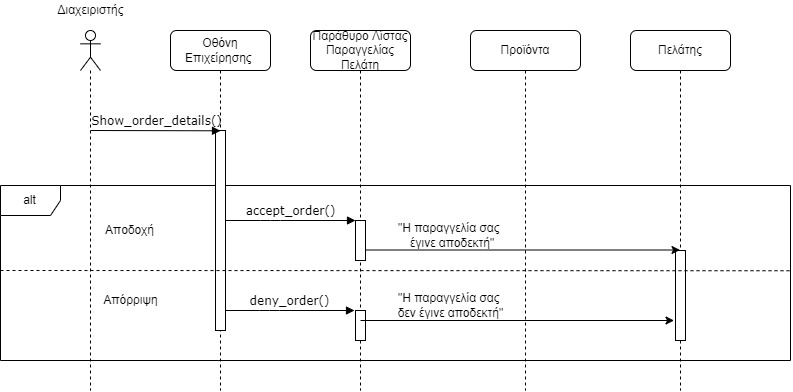 Διαχειριστής
Οθόνη
Επιχείρησης
Παράθυρο Λίστας
Παραγγελίας
Πελάτη
Προϊόντα
Πελάτης
Show_order_details()
alt
Αποδοχή
accept_order()
"Η παραγγελία σας
έγινε αποδεκτή"
Απόρριψη
deny_order()
"Η παραγγελία σας
δεν έγινε αποδεκτή"